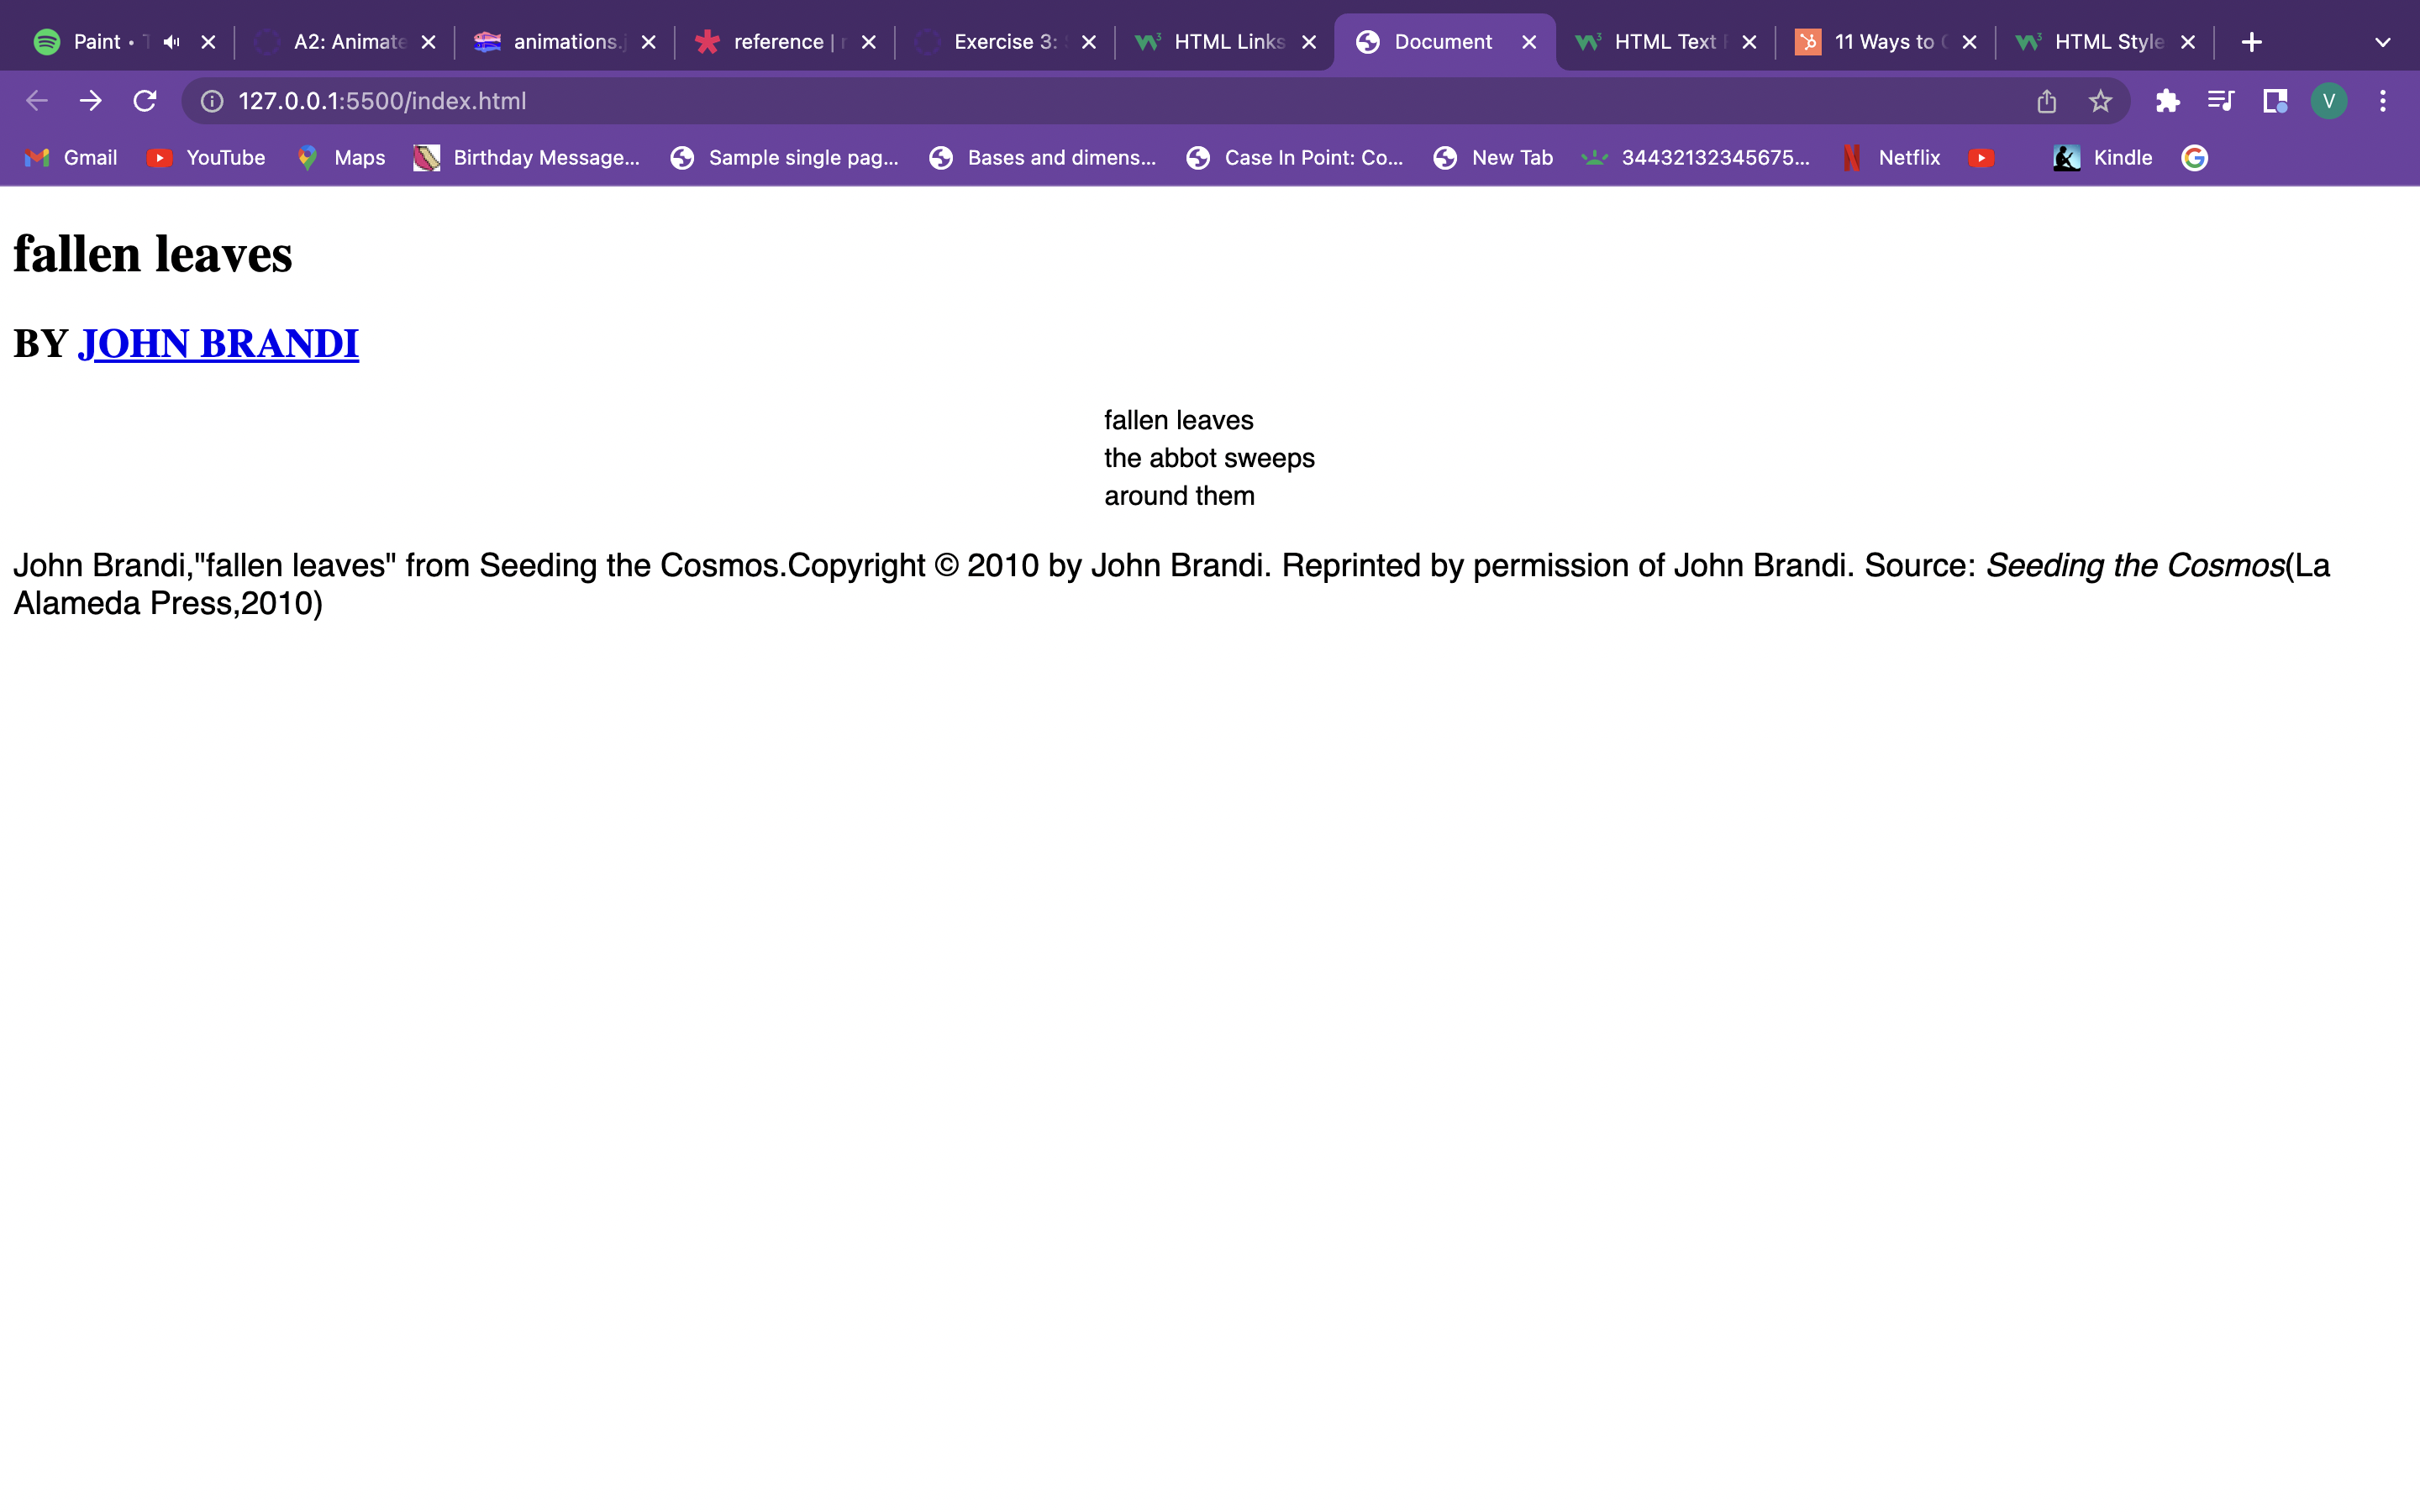 Paint • A2: Animate animations.j reference | Exercise 3: HTML Links Document HTML Text 11 Ways to HTML Style
127.0.0.1:5500/index.html V
Gmail YouTube Maps Birthday Message... Sample single pag... Bases and dimens... Case In Point: Co... New Tab 34432132345675... Netflix Kindle
fallen leaves
BY JOHN BRANDI
fallen leaves
the abbot sweeps
around them
John Brandi,"fallen leaves" from Seeding the Cosmos.Copyright © 2010 by John Brandi. Reprinted by permission of John Brandi. Source: Seeding the Cosmos(La
Alameda Press,2010)